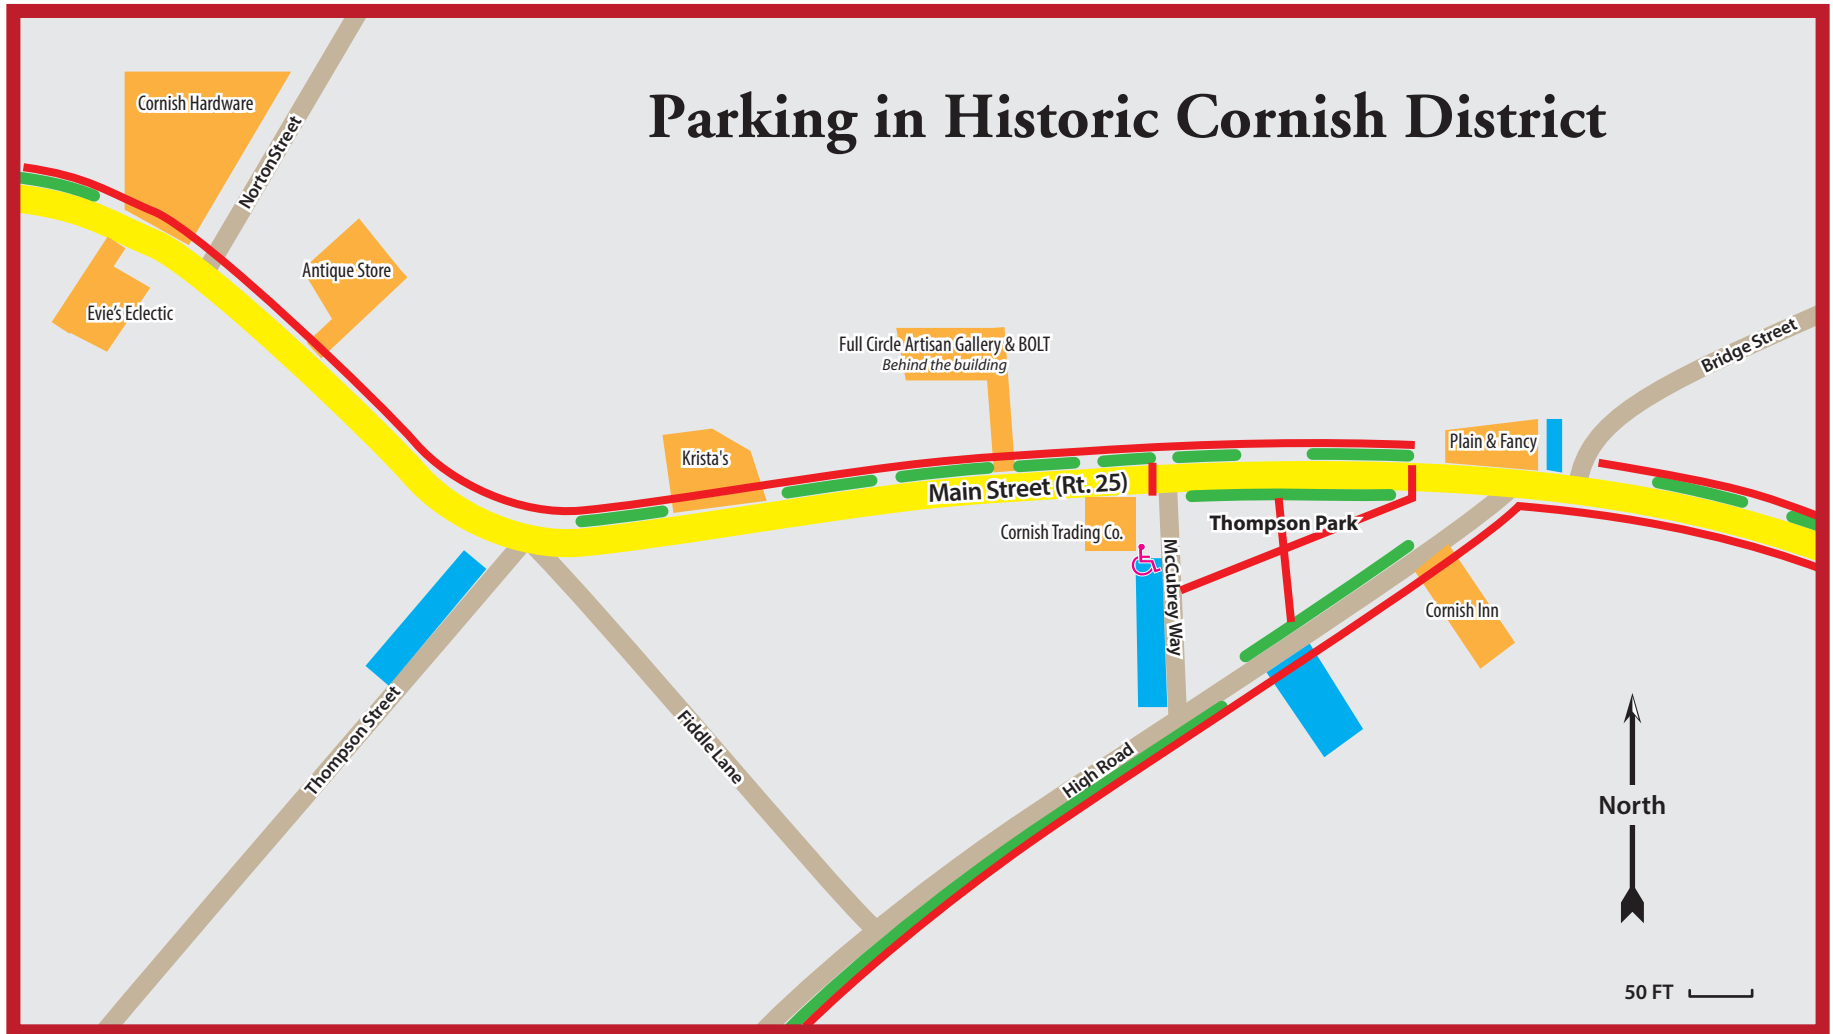 Parking in Historic Cornish District
Cornish Hardware
NortonStreet
Antique Store
Evie's Eclectic
Full Circle Artisan Gallery & BOLT
Behind the building
Bridge Street
Krista's
Plain & Fancy
Main Street (Rt. 25)
Thompson Park
Cornish Trading Co.
McCubrey Way
Cornish Inn
Thompson Street
Fiddle Lane
High Road
North
50 FT